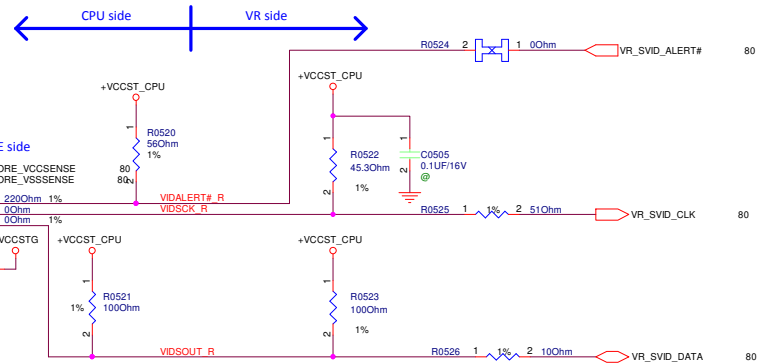 CPU side VR side
R0524 2 1 0Ohm VR_SVID_ALERT# 80
+VCCST_CPU +VCCST_CPU
1 R0520 56Ohm 1% 2
1 R0522 45.3Ohm 1% 2
1 C0505 0.1UF/16V @ 2
E side
ORE_VCCSENSE 80
ORE_VSSSENSE 80
220Ohm 1% VIDALERT#_R
0Ohm VIDSCK_R
0Ohm 1%
R0525 1 1% 2 51Ohm VR_SVID_CLK 80
VCCSTG +VCCST_CPU +VCCST_CPU
1 R0521 1% 100Ohm 2
1 R0523 100Ohm 1% 2
VIDSOUT_R R0526 1 1% 2 10Ohm VR_SVID_DATA 80